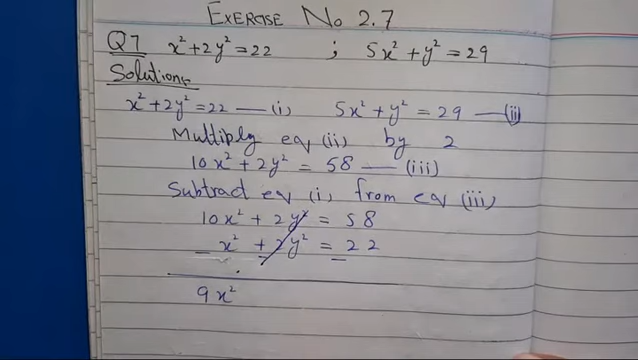 EXERCISE No 2.7
Q7 x²+2y²=22 ; 5x²+y²=29
Solution:
x²+2y²=22 — (i) 5x²+y²=29 — (ii)
Multiply eq (ii) by 2
10x²+2y²=58 — (iii)
Subtract eq (i) from eq (iii)
10x²+2y²=58
-x²+2y²=22
9x²